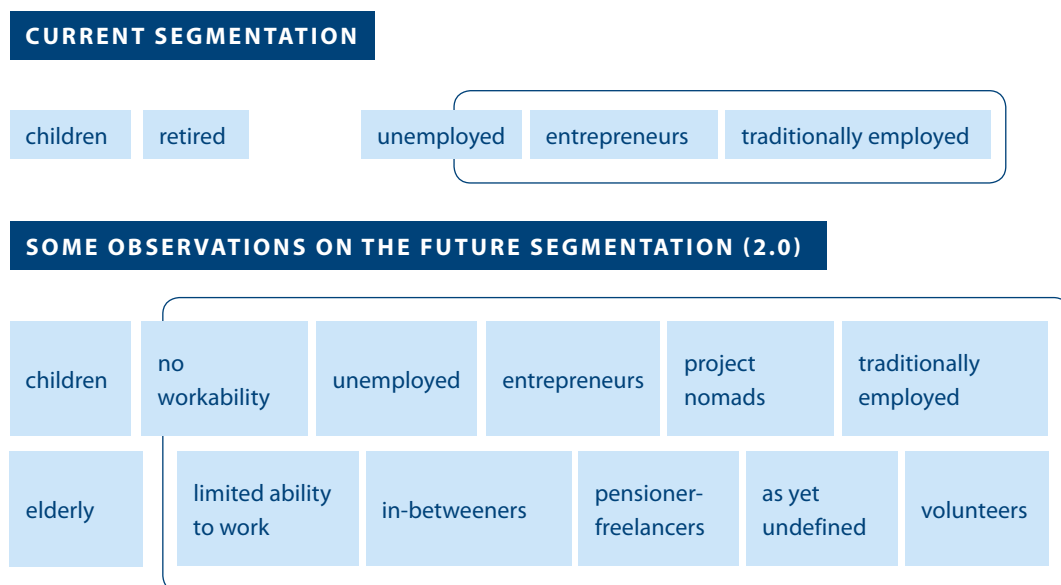 CURRENT SEGMENTATION
children
retired
unemployed
entrepreneurs
traditionally employed
SOME OBSERVATIONS ON THE FUTURE SEGMENTATION (2.0)
children
no
workability
unemployed
entrepreneurs
project
nomads
traditionally
employed
elderly
limited ability
to work
in-betweeners
pensioner-
freelancers
as yet
undefined
volunteers